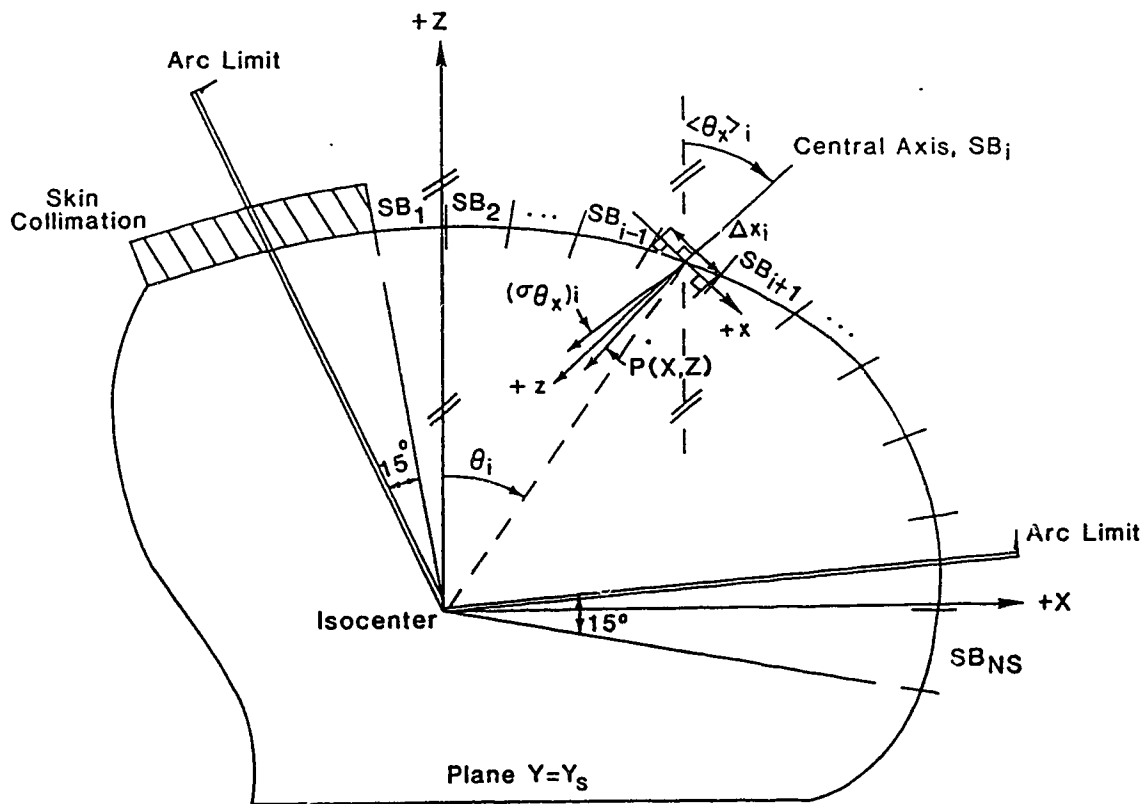 +Z
Arc Limit
<θx>i
Central Axis, SBi
Skin
Collimation
SB1
SB2
...
SBi-1
Δxi
SBi+1
...
(σθx)i
+x
P(X,Z)
+z
15°
θi
Arc Limit
Isocenter
15°
+X
SBNS
Plane Y=YS